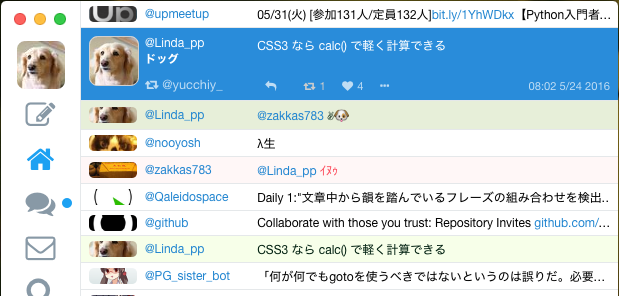 @upmeetup 05/31(火) [参加131人/定員132人]bit.ly/1YhWDkx【Python入門者…
@Linda_pp CSS3 なら calc() で軽く計算できる
ドッグ
@yucchiy_ 1 4 ••• 08:02 5/24 2016
@Linda_pp @zakkas783 ✌🐶
@nooyosh λ生
@zakkas783 @Linda_pp ｲﾇｩ
@Qaleidospace Daily 1:"文章中から韻を踏んでいるフレーズの組み合わせを検出…
@github Collaborate with those you trust: Repository Invites github.com/…
@Linda_pp CSS3 なら calc() で軽く計算できる
@PG_sister_bot 「何が何でもgotoを使うべきではないというのは誤りだ。必要…